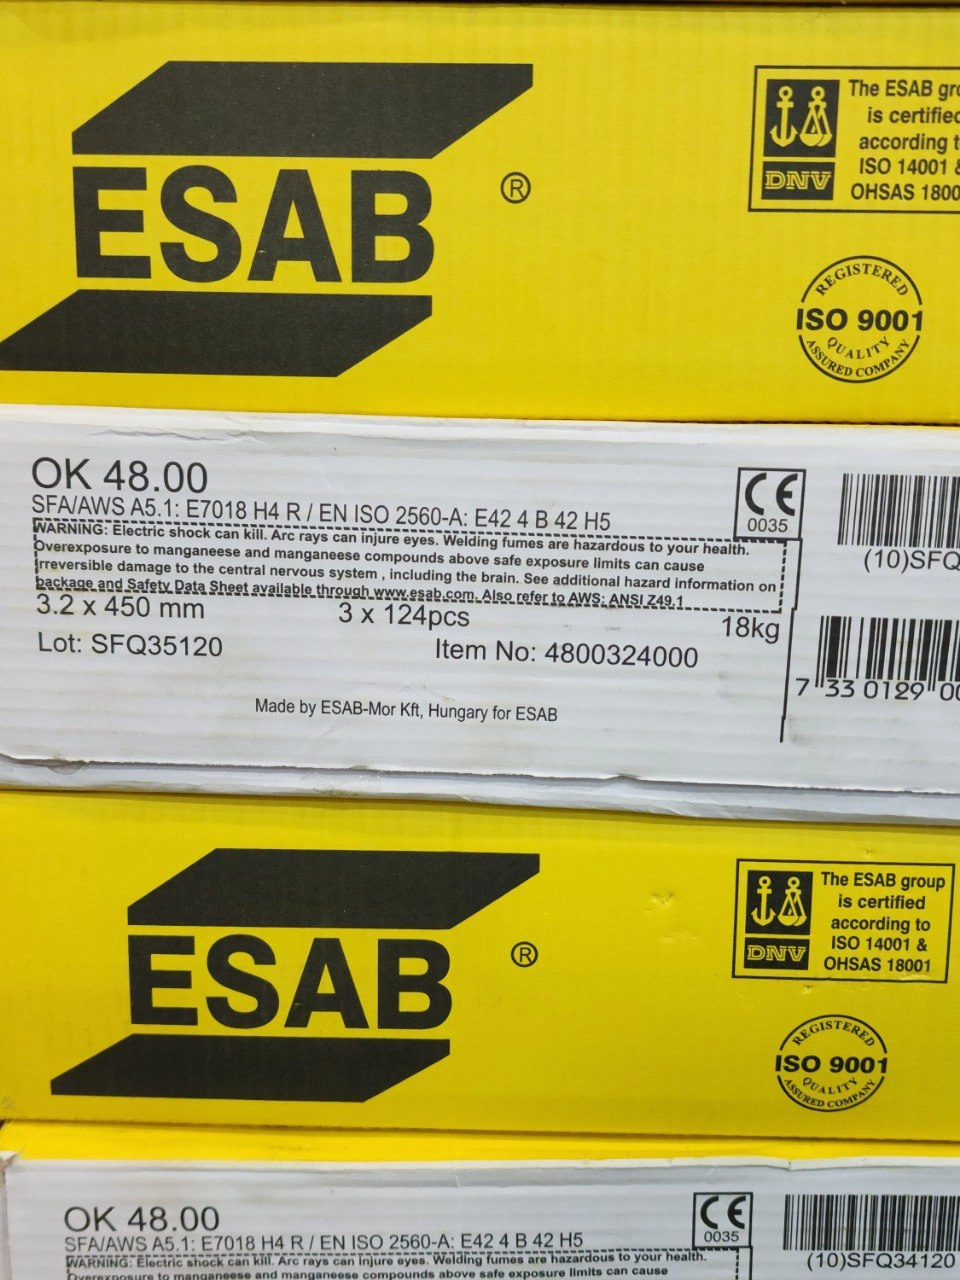 ESAB®
The ESAB
is
according
ISO 14001 &
OHSAS
DNV
REGISTERED
ISO 9001
QUALITY
ASSURED COMPANY
OK 48.00
SFA/AWS A5.1: E7018 H4 R / EN ISO 2560-A: E42 4 B 42 H5
WARNING: Electric shock can kill. Arc rays can injure eyes. Welding fumes are hazardous to your health.
Overexposure to manganeese and manganeese compounds above safe exposure limits can cause
irreversible damage to the central nervous system , including the brain. See additional hazard information on
package and Safety Data Sheet available through www.esab.com. Also refer to AWS: ANSI Z49.1
CE
0035
(10)SFQ
3.2 x 450 mm 3 x 124pcs 18kg
Lot: SFQ35120 Item No: 4800324000
7 33 0129 00
Made by ESAB-Mor Kft, Hungary for ESAB
ESAB®
The ESAB group
is certified
according to
ISO 14001 &
OHSAS 18001
DNV
REGISTERED
ISO 9001
QUALITY
ASSURED COMPANY
OK 48.00
SFA/AWS A5.1: E7018 H4 R / EN ISO 2560-A: E42 4 B 42 H5
WARNING: Electric shock can kill. Arc rays can injure eyes. Welding fumes are hazardous to your health.
Overexposure to manganeese and manganeese compounds above safe exposure limits can cause
CE
0035
(10)SFQ34120